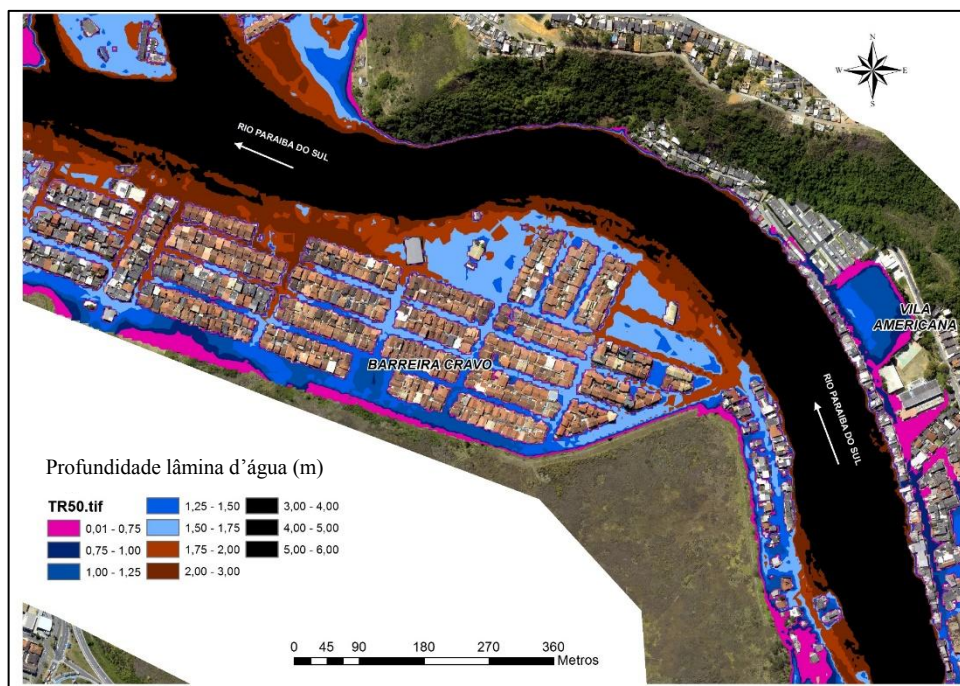 N
W E
S
RIO PARAIBA DO SUL
VILA
AMERICANA
BARREIRA CRAVO
RIO PARAIBA DO SUL
Profundidade lâmina d’água (m)
TR50.tif
0,01 - 0,75
0,75 - 1,00
1,00 - 1,25
1,25 - 1,50
1,50 - 1,75
1,75 - 2,00
2,00 - 3,00
3,00 - 4,00
4,00 - 5,00
5,00 - 6,00
0 45 90 180 270 360
Metros